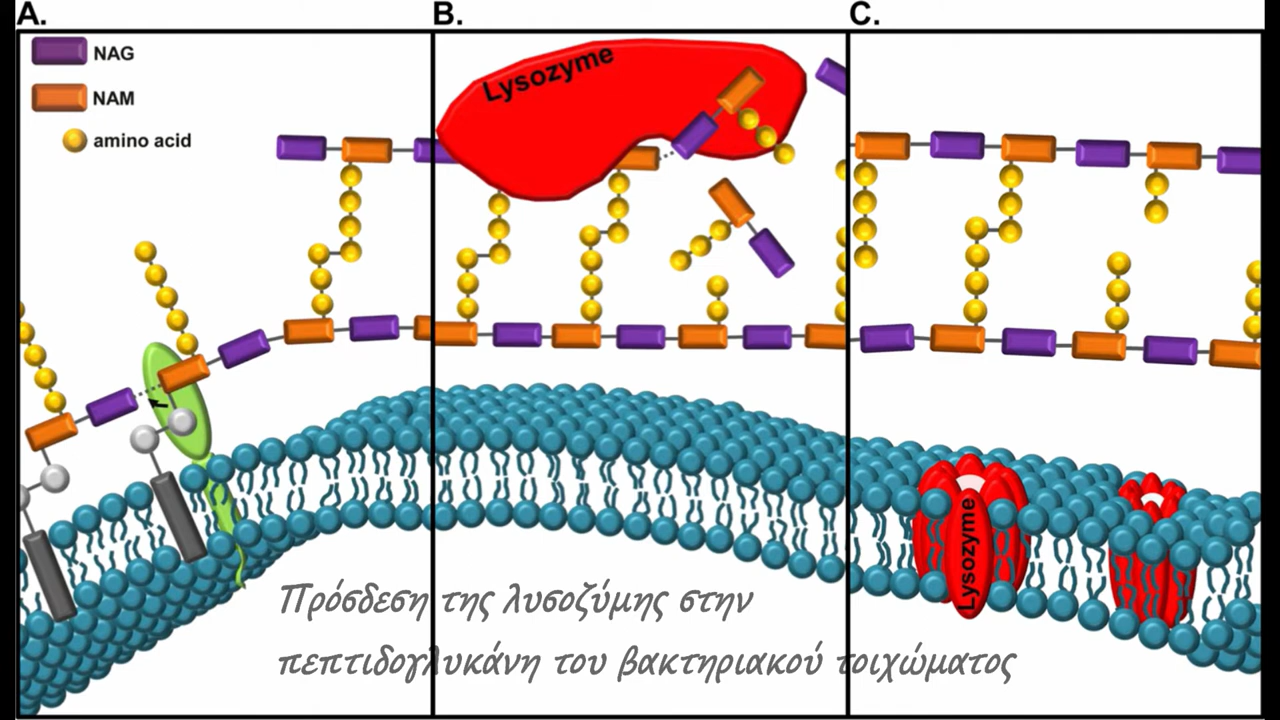 A.
B.
C.
NAG
NAM
amino acid
Lysozyme
Lysozyme
Πρόσδεση της λυσοζύμης στην
πεπτιδογλυκάνη του βακτηριακού τοιχώματος